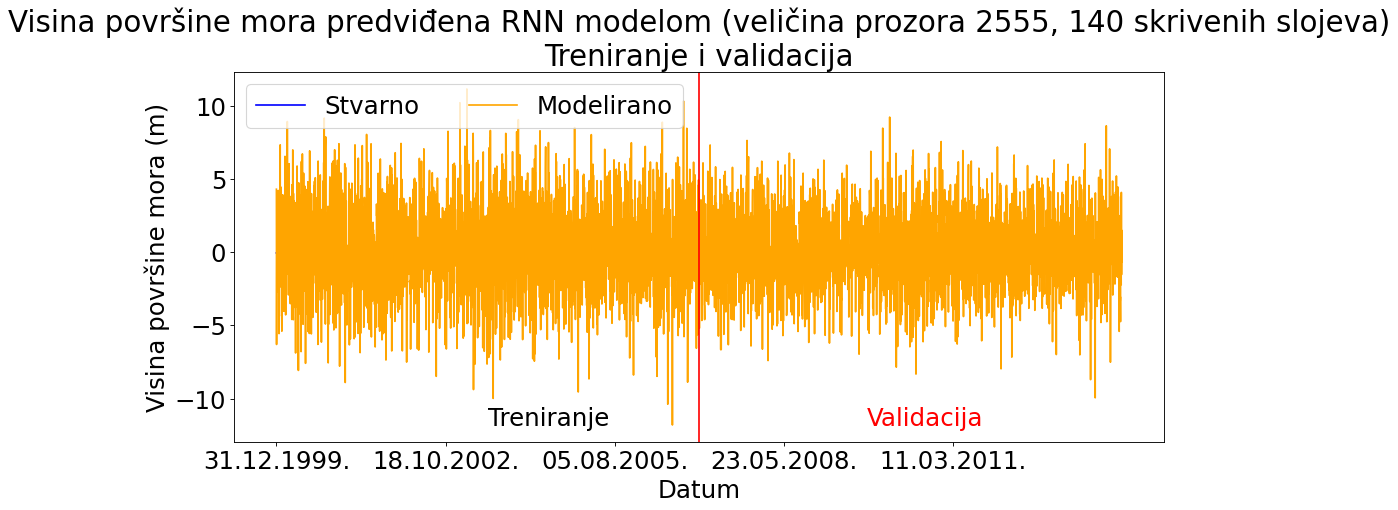 Visina površine mora predviđena RNN modelom (veličina prozora 2555, 140 skrivenih slojeva)
Treniranje i validacija
Stvarno Modelirano
Visina površine mora (m)
10
5
0
−5
−10
Treniranje Validacija
31.12.1999. 18.10.2002. 05.08.2005. 23.05.2008. 11.03.2011.
Datum